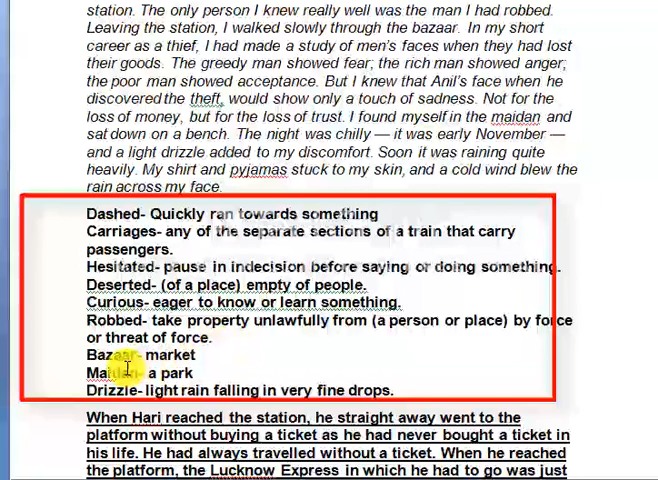 station. The only person I knew really well was the man I had robbed.
Leaving the station, I walked slowly through the bazaar. In my short
career as a thief, I had made a study of men's faces when they had lost
their goods. The greedy man showed fear; the rich man showed anger;
the poor man showed acceptance. But I knew that Anil's face when he
discovered the theft, would show only a touch of sadness. Not for the
loss of money, but for the loss of trust. I found myself in the maidan and
sat down on a bench. The night was chilly — it was early November —
and a light drizzle added to my discomfort. Soon it was raining quite
heavily. My shirt and pyjamas stuck to my skin, and a cold wind blew the
rain across my face.
Dashed- Quickly ran towards something
Carriages- any of the separate sections of a train that carry
passengers.
Hesitated- pause in indecision before saying or doing something.
Deserted- (of a place) empty of people.
Curious- eager to know or learn something.
Robbed- take property unlawfully from (a person or place) by force
or threat of force.
Bazaar- market
Maidan- a park
Drizzle- light rain falling in very fine drops.
When Hari reached the station, he straight away went to the
platform without buying a ticket as he had never bought a ticket in
his life. He had always travelled without a ticket. When he reached
the platform, the Lucknow Express in which he had to go was just